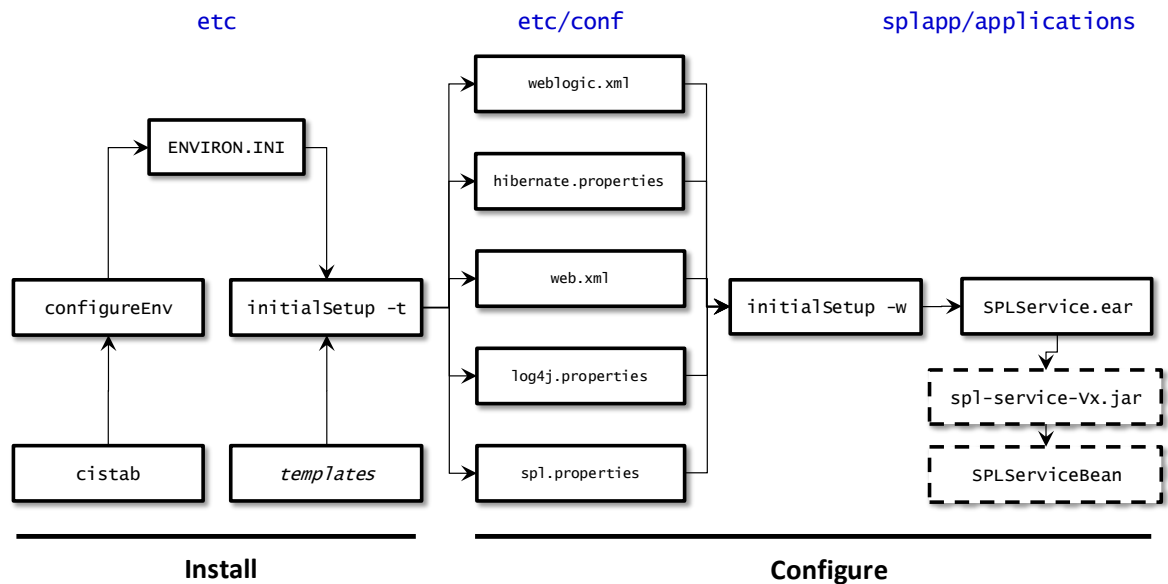 etc
etc/conf
splapp/applications
weblogic.xml
ENVIRON.INI
hibernate.properties
configureEnv
initialSetup -t
web.xml
initialSetup -w
SPLService.ear
log4j.properties
spl-service-Vx.jar
cistab
templates
spl.properties
SPLServiceBean
Install
Configure